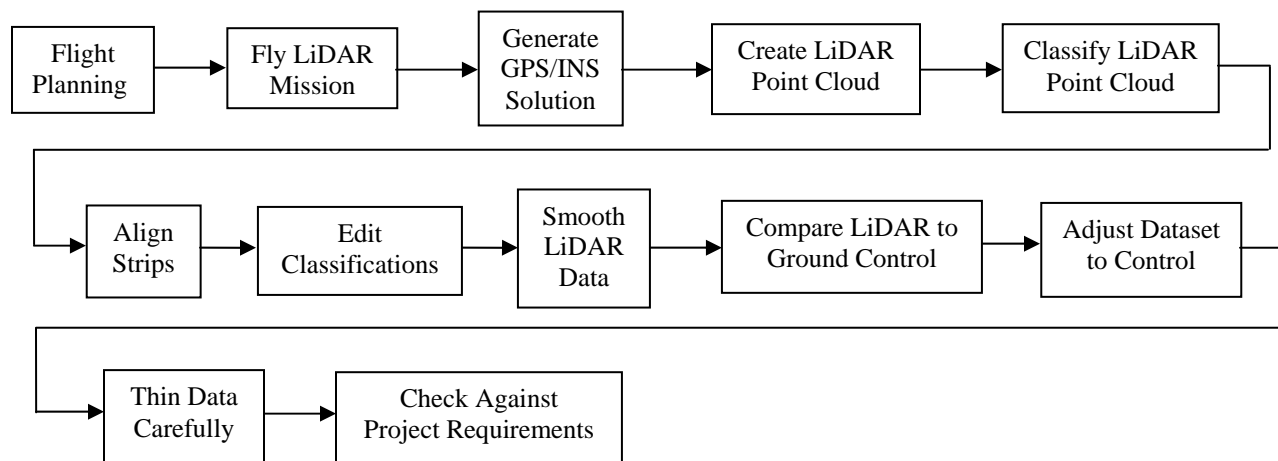 Flight
Planning
Fly LiDAR
Mission
Generate
GPS/INS
Solution
Create LiDAR
Point Cloud
Classify LiDAR
Point Cloud
Align
Strips
Edit
Classifications
Smooth
LiDAR
Data
Compare LiDAR to
Ground Control
Adjust Dataset
to Control
Thin Data
Carefully
Check Against
Project Requirements